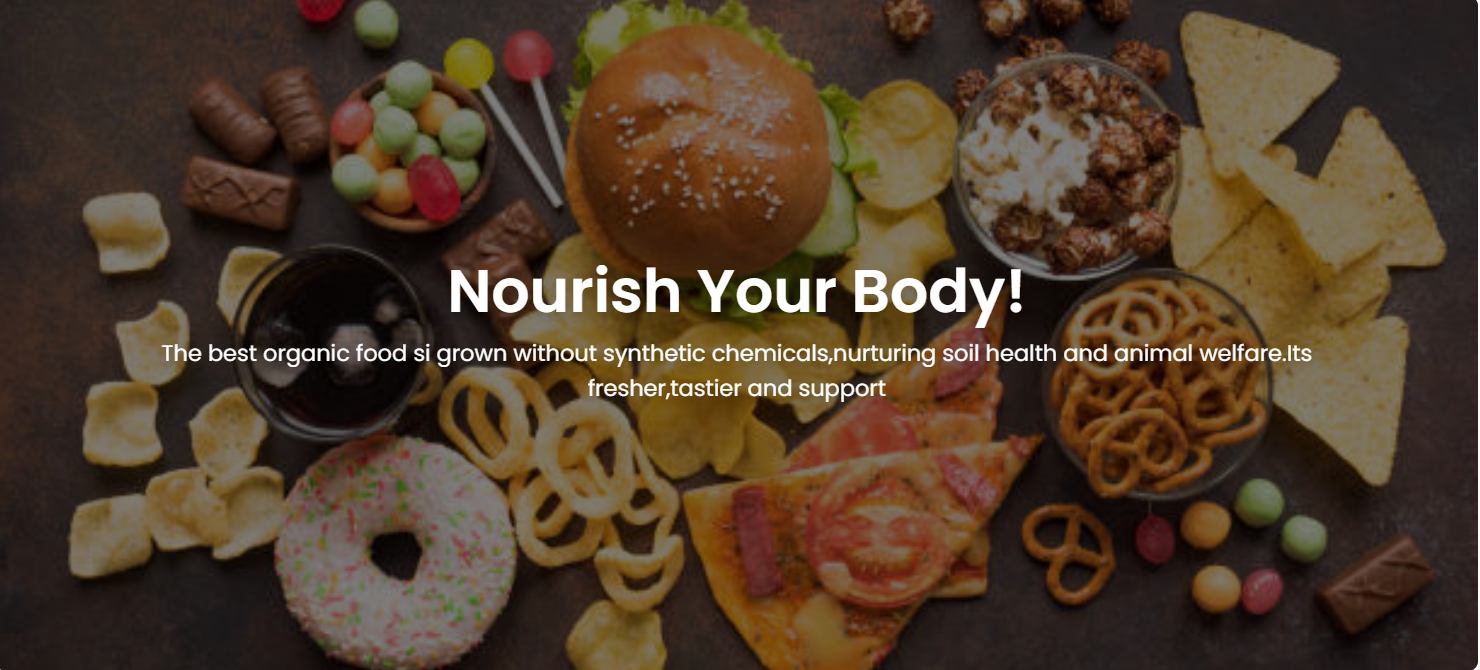 Nourish Your Body!
The best organic food si grown without synthetic chemicals,nurturing soil health and animal welfare.Its
fresher,tastier and support